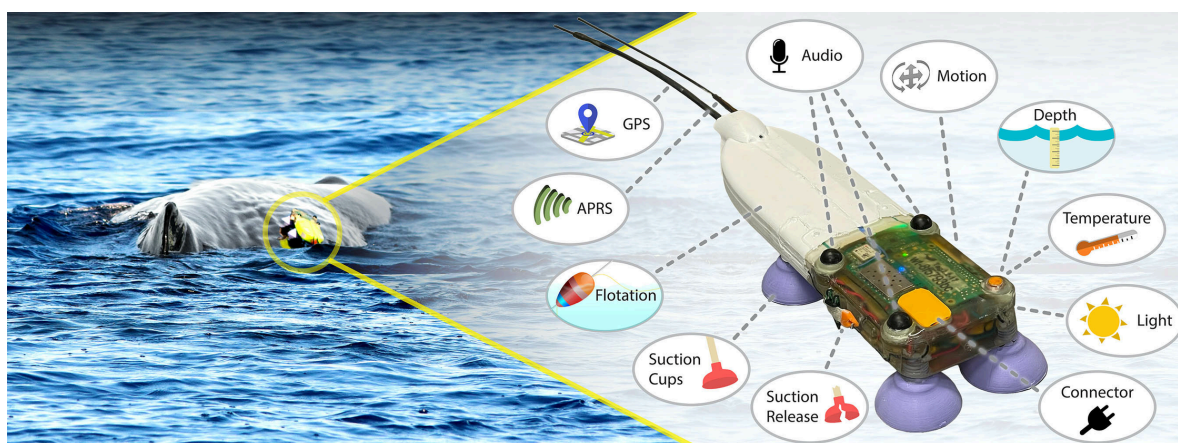 Audio
Motion
GPS
Depth
APRS
Temperature
Flotation
Light
Suction
Cups
Suction
Release
Connector